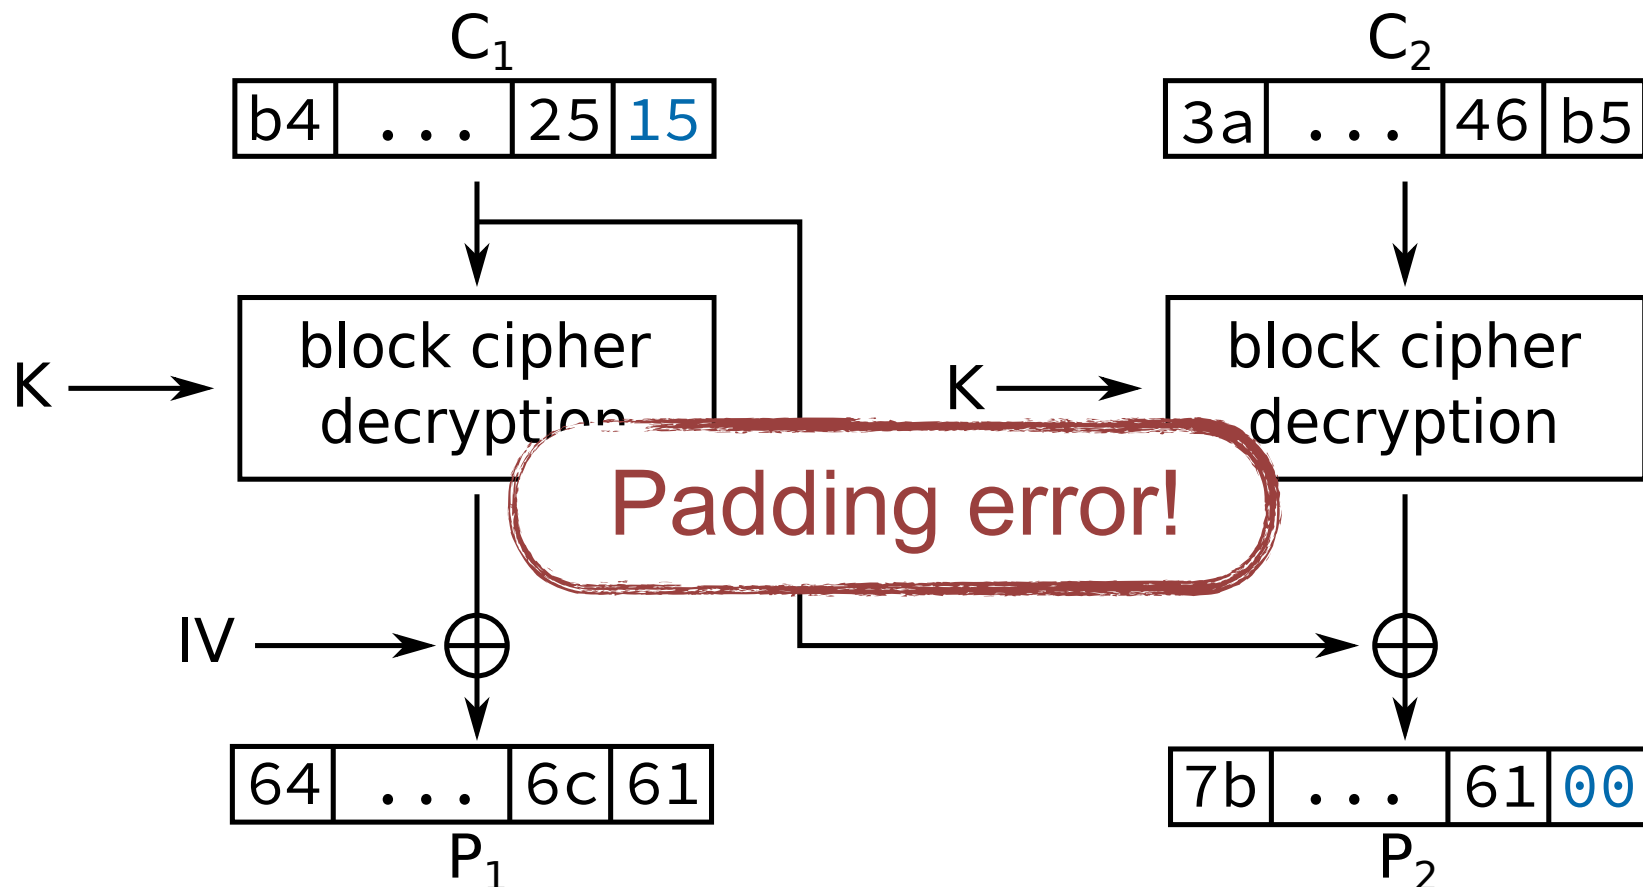 C1 C2
b4 ... 25 15 3a ... 46 b5
block cipher block cipher
K K
decryption decryption
Padding error!
IV
64 ... 6c 61 7b ... 61 00
P1 P2